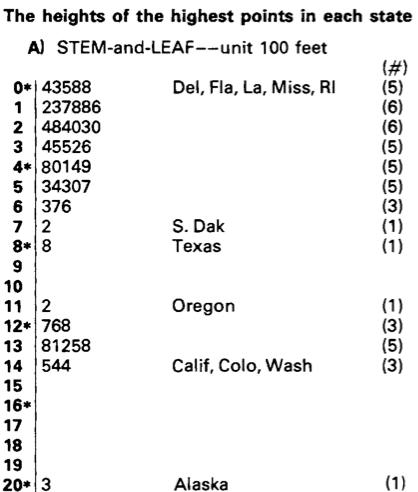 The heights of the highest points in each state
A) STEM-and-LEAF--unit 100 feet
(#)
0* 43588 Del, Fla, La, Miss, RI (5)
1 237886 (6)
2 484030 (6)
3 45526 (5)
4* 80149 (5)
5 34307 (5)
6 376 (3)
7 2 S. Dak (1)
8* 8 Texas (1)
9
10
11 2 Oregon (1)
12* 768 (3)
13 81258 (5)
14 544 Calif, Colo, Wash (3)
15
16*
17
18
19
20* 3 Alaska (1)